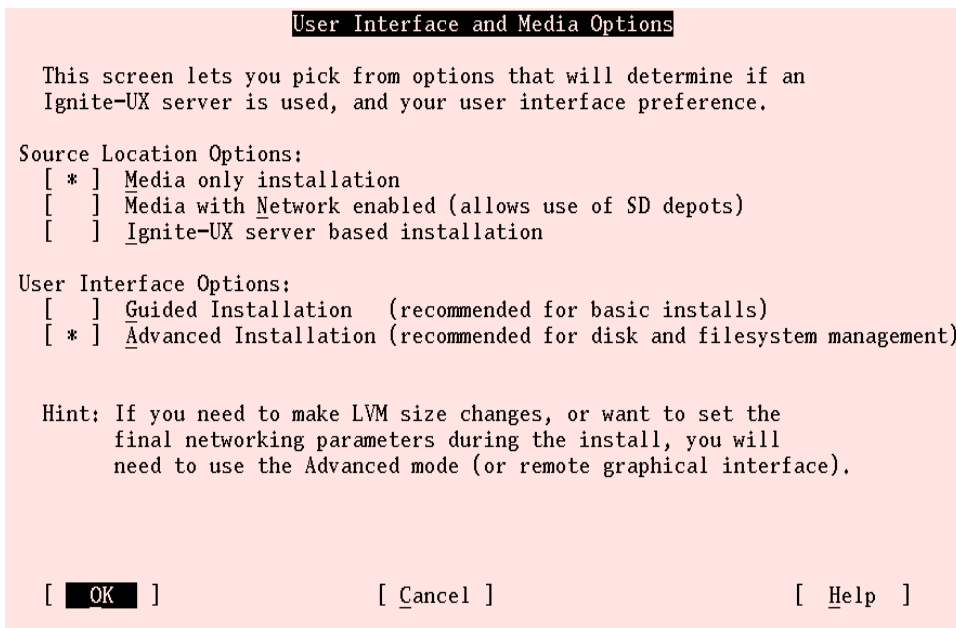 User Interface and Media Options
This screen lets you pick from options that will determine if an
Ignite-UX server is used, and your user interface preference.
Source Location Options:
[ * ] Media only installation
[   ] Media with Network enabled (allows use of SD depots)
[   ] Ignite-UX server based installation
User Interface Options:
[   ] Guided Installation (recommended for basic installs)
[ * ] Advanced Installation (recommended for disk and filesystem management)
Hint: If you need to make LVM size changes, or want to set the
final networking parameters during the install, you will
need to use the Advanced mode (or remote graphical interface).
[ OK ] [ Cancel ] [ Help ]